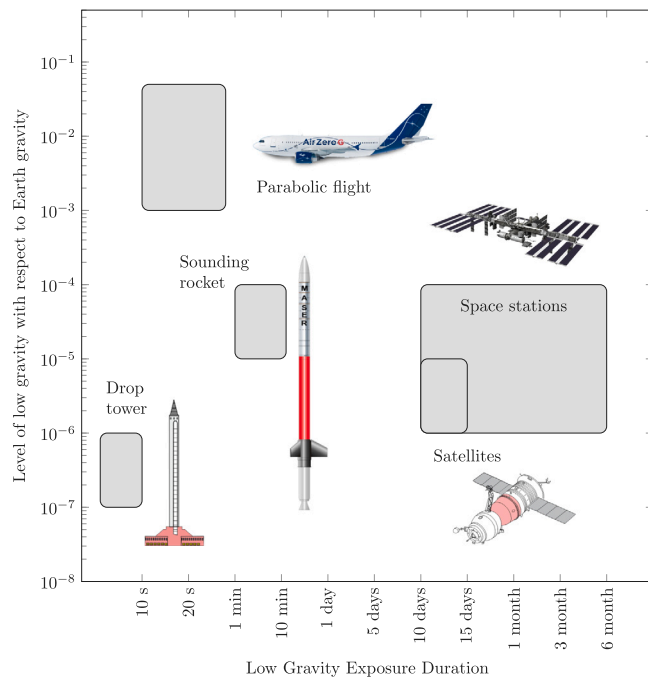 Level of low gravity with respect to Earth gravity
10⁻¹
10⁻²
10⁻³
10⁻⁴
10⁻⁵
10⁻⁶
10⁻⁷
10⁻⁸
AirZeroG
Parabolic flight
Sounding
rocket
MASER
Space stations
Drop
tower
Satellites
10 s
20 s
1 min
10 min
1 day
5 days
10 days
15 days
1 month
3 month
6 month
Low Gravity Exposure Duration